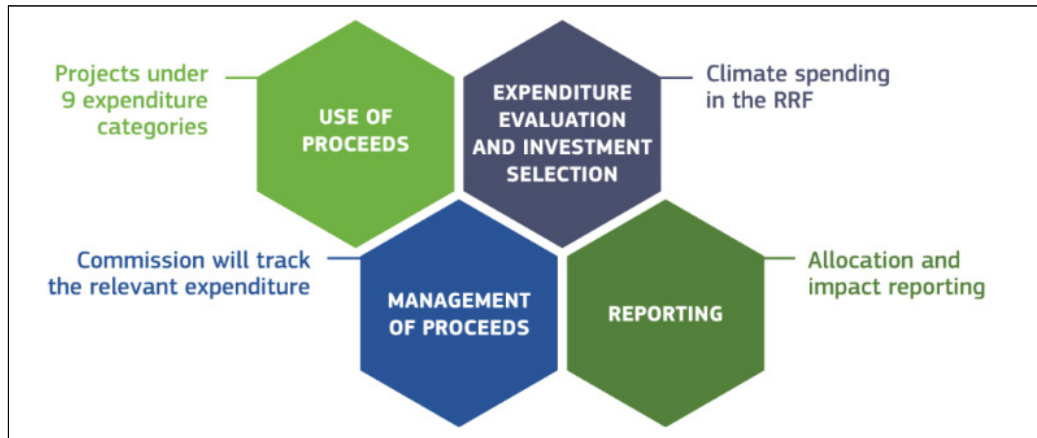 Projects under
9 expenditure
categories
USE OF
PROCEEDS
EXPENDITURE
EVALUATION
AND INVESTMENT
SELECTION
Climate spending
in the RRF
Commission will track
the relevant expenditure
MANAGEMENT
OF PROCEEDS
REPORTING
Allocation and
impact reporting